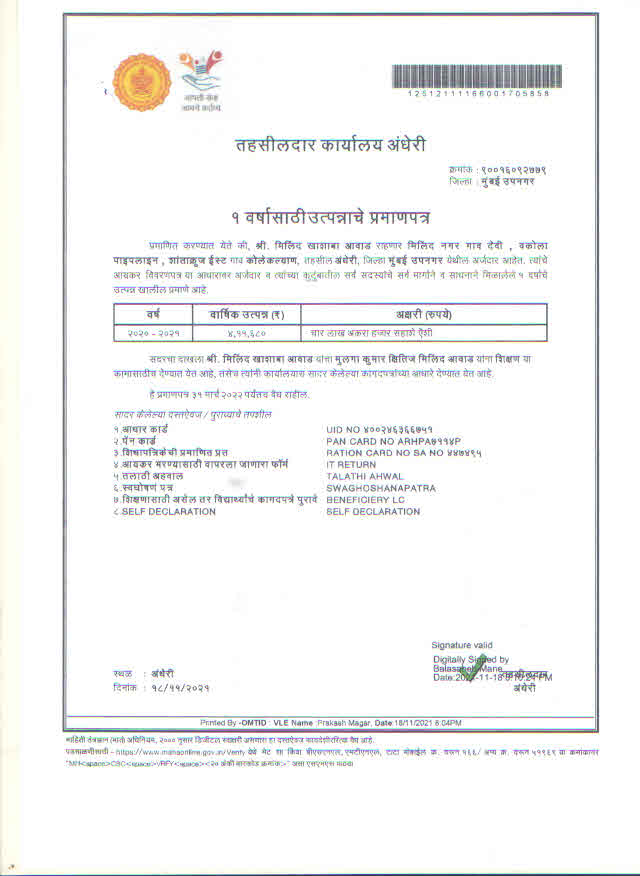 आपली सेवा
आमचे कर्तव्य
12512111166001705858
तहसीलदार कार्यालय अंधेरी
क्रमांक : ९००१६०९२७७९
जिल्हा : मुंबई उपनगर
१ वर्षासाठी उत्पन्नाचे प्रमाणपत्र
प्रमाणित करण्यात येते की, श्री. मिलिंद खाशाबा आवाड राहणार मिलिंद नगर गाव देवी , वकोला
पाइपलाइन , शांताक्रुज ईस्ट गाव कोलेकल्याण, तहसील अंधेरी, जिल्हा मुंबई उपनगर येथील अर्जदार आहेत. त्यांचे
आयकर विवरणपत्र या आधारावर अर्जदार व त्यांच्या कुटुंबातील सर्व सदस्यांचे सर्व मार्गाने व साधनाने मिळालेले १ वर्षाचे
उत्पन्न खालील प्रमाणे आहे.
वर्ष वार्षिक उत्पन्न (₹) अक्षरी (रुपये)
२०२० - २०२१ ४,११,६८० चार लाख अकरा हजार सहाशे ऐंशी
सदरचा दाखला श्री. मिलिंद खाशाबा आवाड यांना मुलगा कुमार क्षितिज मिलिंद आवाड यांना शिक्षण या
कामासाठीच देण्यात येत आहे, तसेच त्यांनी कार्यालयास सादर केलेल्या कागदपत्रांच्या आधारे देण्यात येत आहे.
हे प्रमाणपत्र ३१ मार्च २०२२ पर्यंतच वैध राहील.
सादर केलेल्या दस्तऐवज / पुराव्याचे तपशील
१.आधार कार्ड UID NO ४००२४६३६६७५१
२.पॅन कार्ड PAN CARD NO ARHPA७११४P
३.शिधापत्रिकेची प्रमाणित प्रत RATION CARD NO SA NO ४४७४९५
४.आयकर भरण्यासाठी वापरला जाणारा फॉर्म IT RETURN
५.तलाठी अहवाल TALATHI AHWAL
६.स्वघोषणा पत्र SWAGHOSHANAPATRA
७.शिक्षणासाठी असेल तर विद्यार्थ्यांचे कागदपत्रे पुरावे BENEFICIERY LC
८.SELF DECLARATION SELF DECLARATION
Signature valid
Digitally Signed by
Balasaheb Mane
Date:2021-11-18 तहसीलदार
स्थळ : अंधेरी
दिनांक : १८/११/२०२१ अंधेरी
Printed By -OMTID : VLE Name :Prakash Magar, Date:18/11/2021 8:04PM
माहिती तंत्रज्ञान अधिनियम, २००० नुसार डिजीटल स्वाक्षरी असणारा हा दस्तऐवज कायदेशीररित्या वैध आहे.
पडताळणीसाठी - https://www.mahaonline.gov.in/Verify येथे भेट द्या किंवा बीएसएनएल, एमटीएनएल, टाटा मोबाईल क्र. वरून १६६/ अन्य क्र. वरून ५१९६९ या क्रमांकावर
"MH<space>CSC<space>VRFY<space><२० अंकी बारकोड क्रमांक>" असा एसएमएस पाठवा